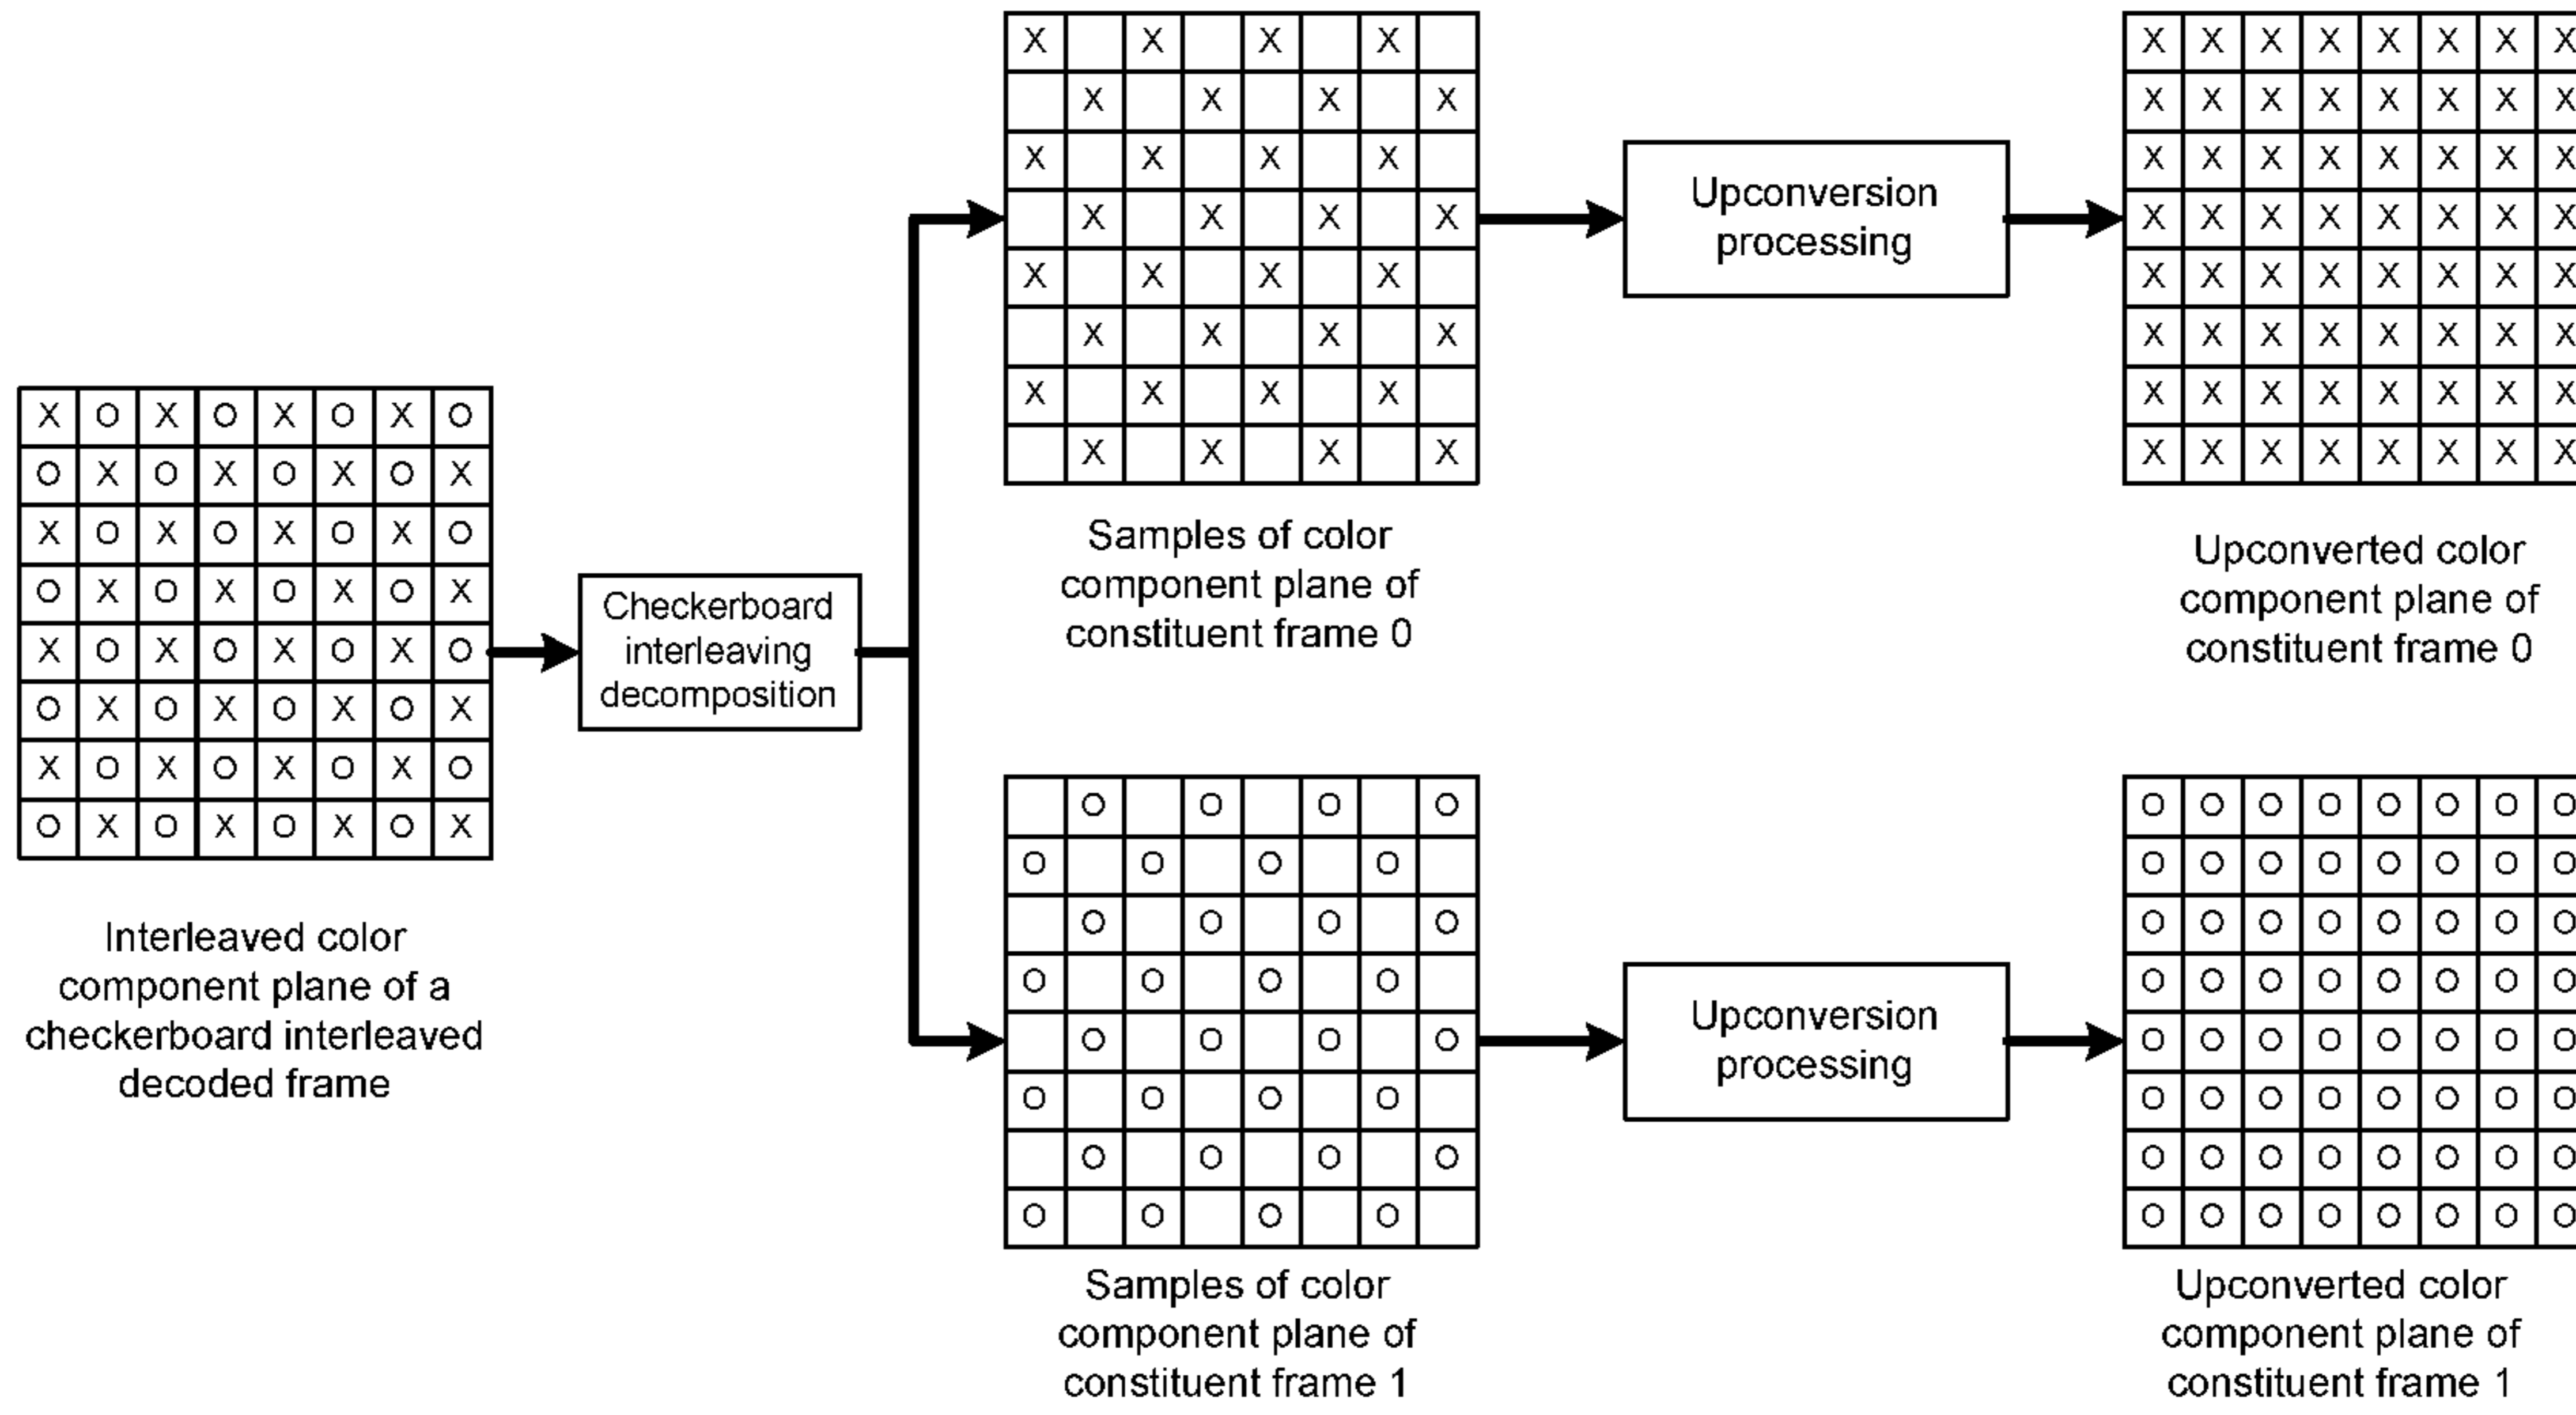 X O X O X O X O
O X O X O X O X
X O X O X O X O
O X O X O X O X
X O X O X O X O
O X O X O X O X
X O X O X O X O
O X O X O X O X
Interleaved color
component plane of a
checkerboard interleaved
decoded frame
Checkerboard
interleaving
decomposition
X X X X
X X X X
X X X X
X X X X
X X X X
X X X X
X X X X
X X X X
Samples of color
component plane of
constituent frame 0
Upconversion
processing
X X X X X X X X
X X X X X X X X
X X X X X X X X
X X X X X X X X
X X X X X X X X
X X X X X X X X
X X X X X X X X
X X X X X X X X
Upconverted color
component plane of
constituent frame 0
O O O O
O O O O
O O O O
O O O O
O O O O
O O O O
O O O O
O O O O
Samples of color
component plane of
constituent frame 1
Upconversion
processing
O O O O O O O O
O O O O O O O O
O O O O O O O O
O O O O O O O O
O O O O O O O O
O O O O O O O O
O O O O O O O O
O O O O O O O O
Upconverted color
component plane of
constituent frame 1